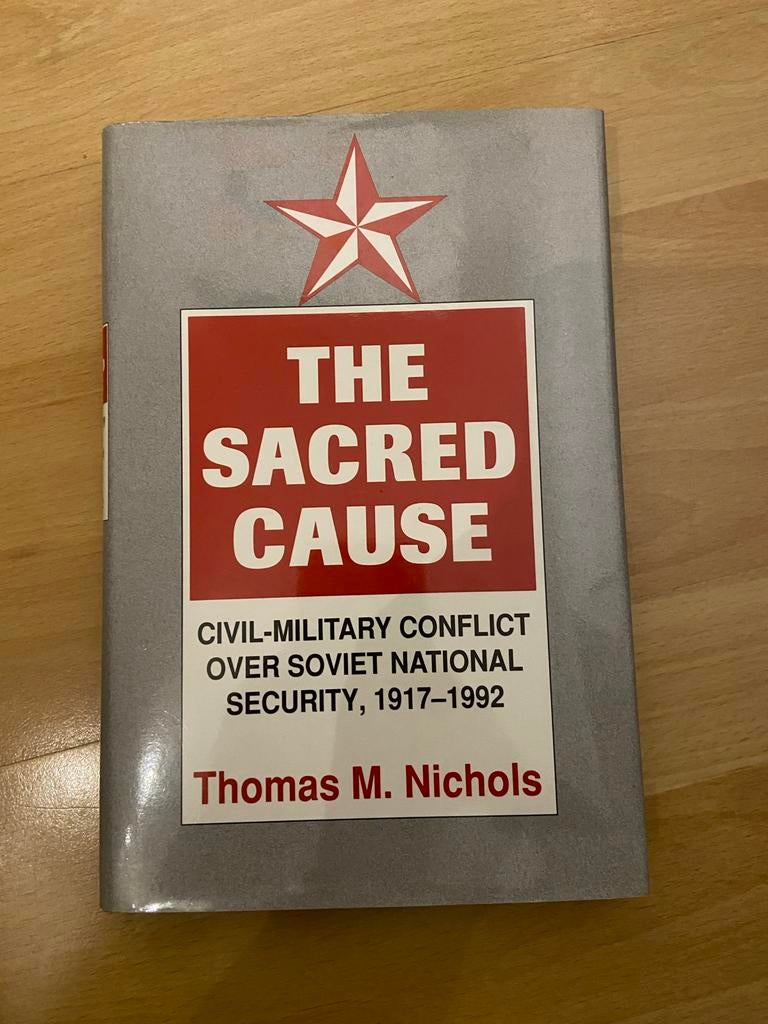 THE
SACRED
CAUSE
CIVIL-MILITARY CONFLICT
OVER SOVIET NATIONAL
SECURITY, 1917–1992
Thomas M. Nichols